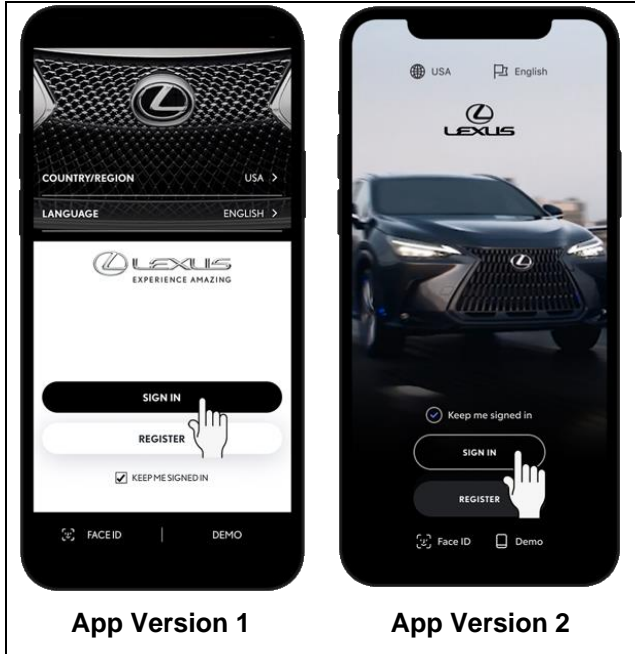 COUNTRY/REGION USA >
LANGUAGE ENGLISH >
LEXUS
EXPERIENCE AMAZING
SIGN IN
REGISTER
KEEP ME SIGNED IN
FACE ID | DEMO
App Version 1
USA English
LEXUS
Keep me signed in
SIGN IN
REGISTER
Face ID Demo
App Version 2